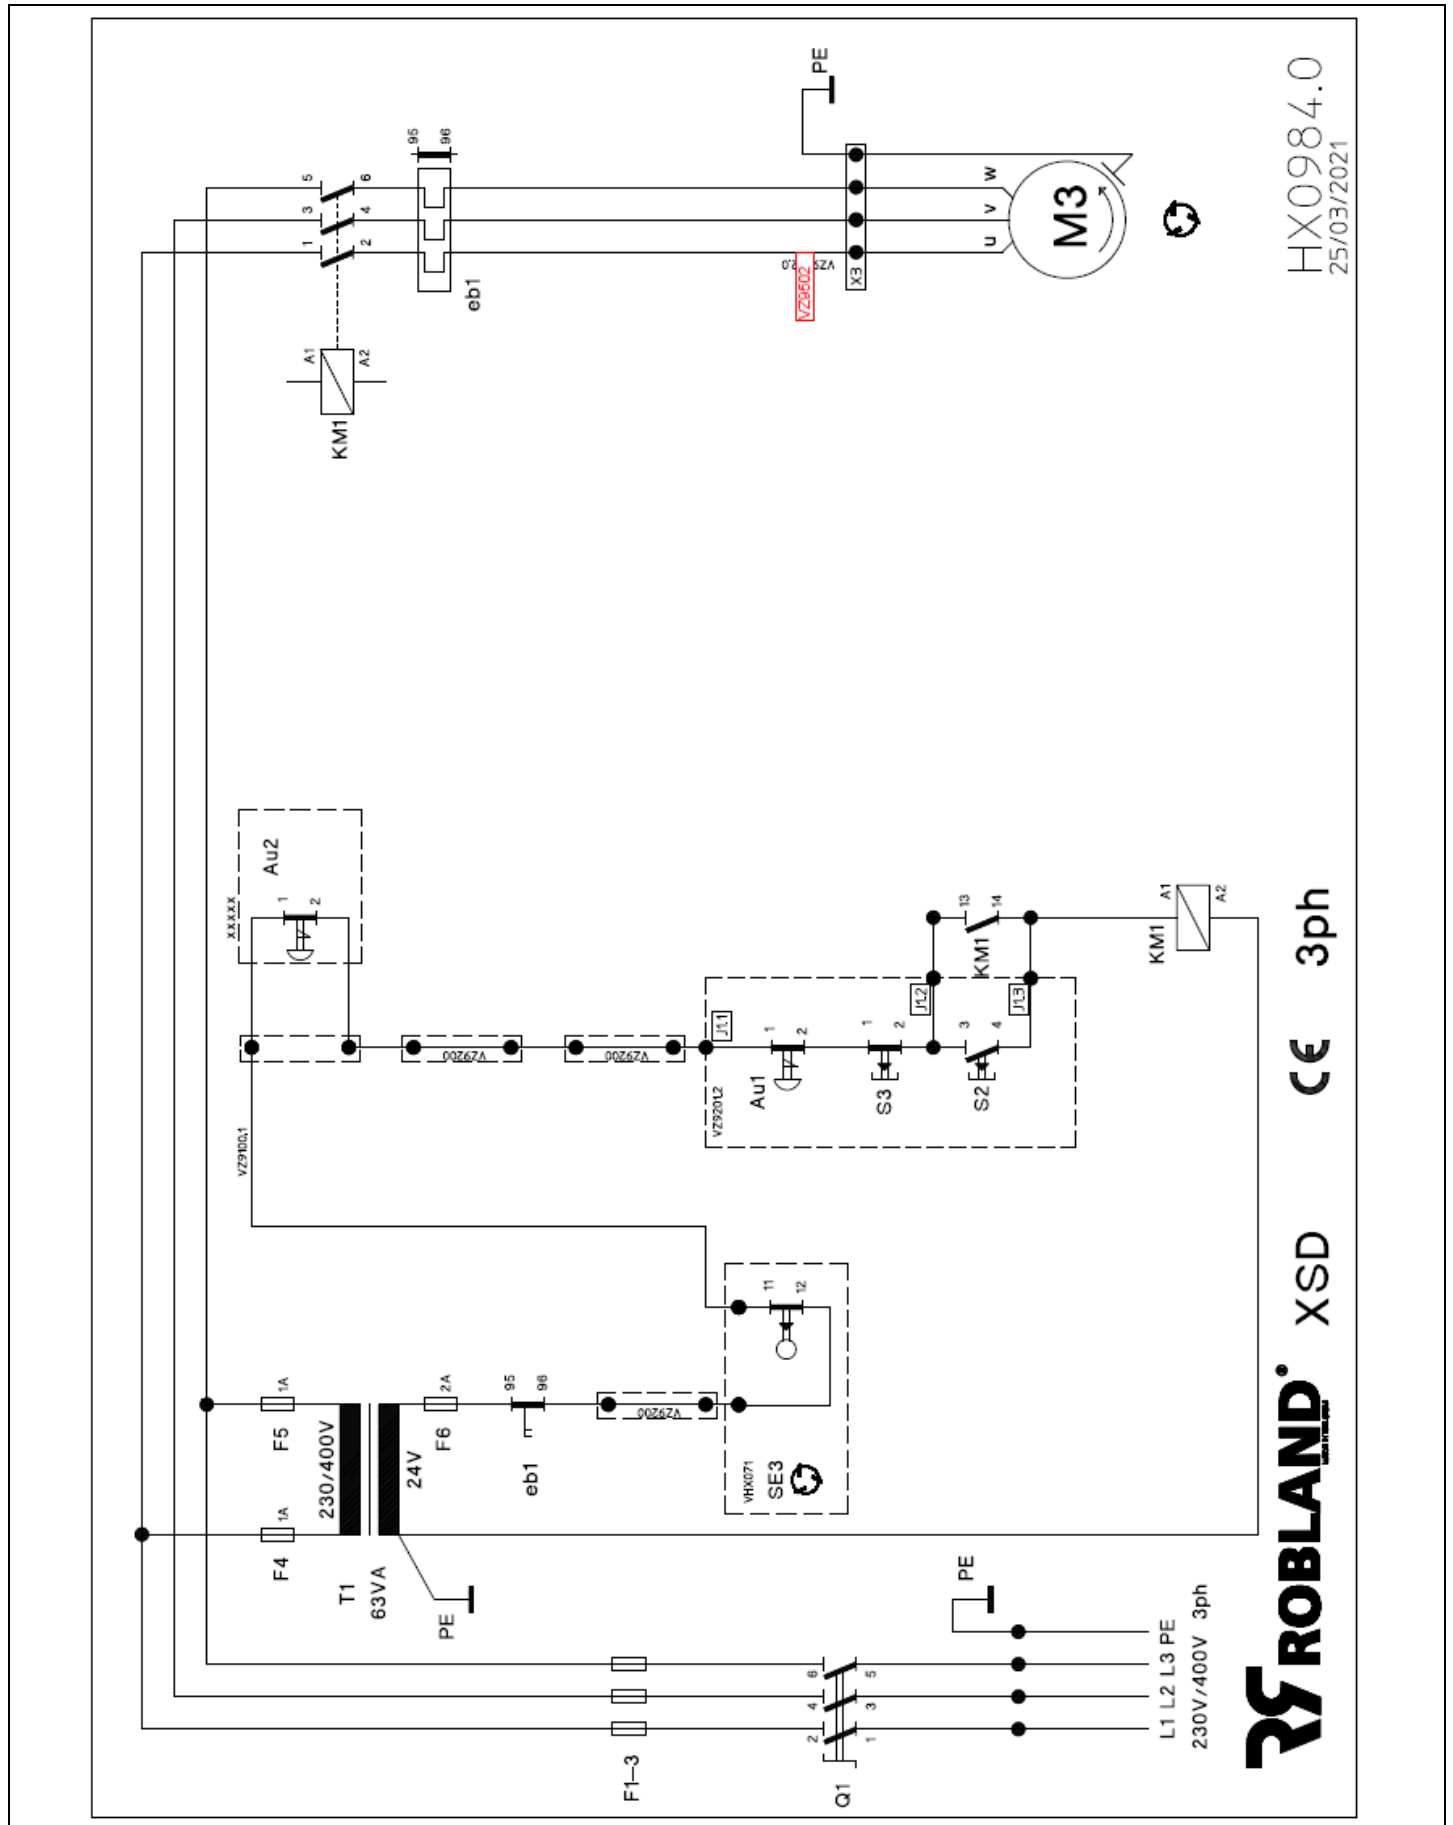 L1 L2 L3 PE
230V/400V 3ph
PE
Q1
1
3
5
2
4
6
F1-3
PE
T1
63VA
230/400V
24V
F4
1A
F5
1A
F6
2A
eb1
95
96
VZ9200
VHX071
SE3
11
12
VZ9100,1
xxxxx
Au2
1
2
VZ9200
VZ9200
VZ9201,2
J1,1
Au1
1
2
S3
1
2
J1,2
S2
3
4
J1,3
KM1
13
14
KM1
A1
A2
KM1
A1
A2
1
3
5
2
4
6
eb1
95
96
VZ9502
X3
PE
u
v
w
M3
ROBLAND®
XSD
CE
3ph
HX0984.0
25/03/2021